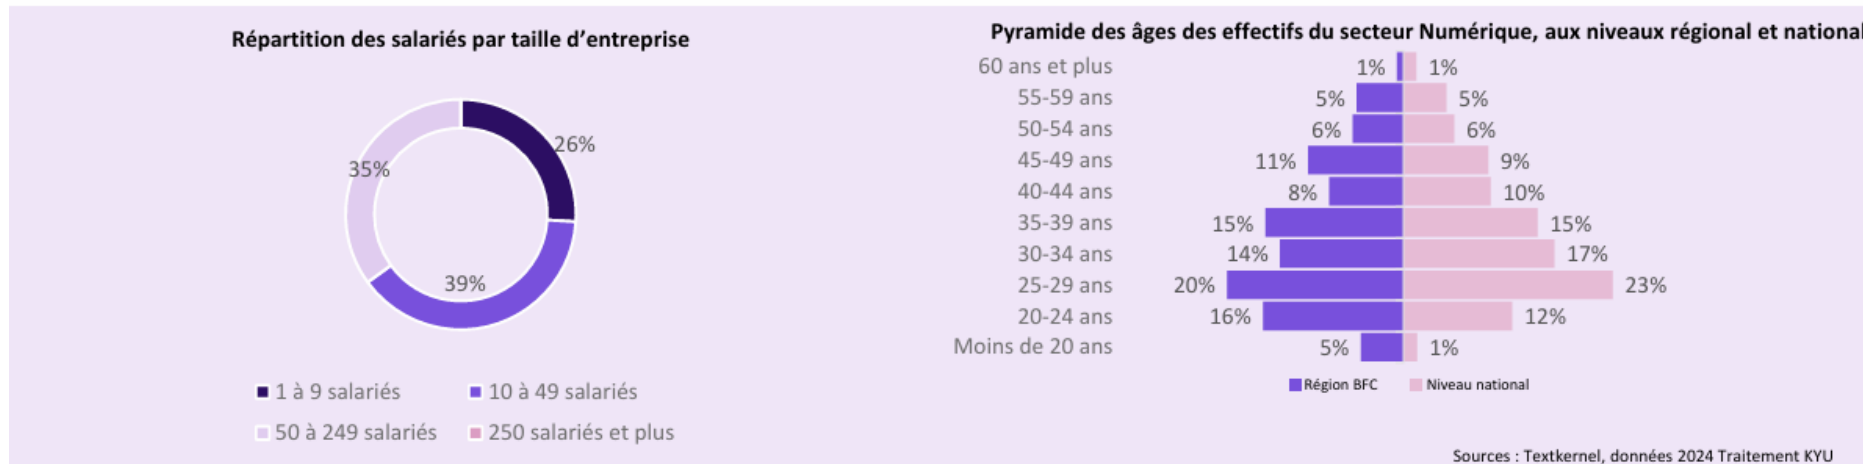 Répartition des salariés par taille d’entreprise
26%
35%
39%
1 à 9 salariés
10 à 49 salariés
50 à 249 salariés
250 salariés et plus
Pyramide des âges des effectifs du secteur Numérique, aux niveaux régional et national
60 ans et plus 1% 1%
55-59 ans 5% 5%
50-54 ans 6% 6%
45-49 ans 11% 9%
40-44 ans 8% 10%
35-39 ans 15% 15%
30-34 ans 14% 17%
25-29 ans 20% 23%
20-24 ans 16% 12%
Moins de 20 ans 5% 1%
Région BFC Niveau national
Sources : Textkernel, données 2024 Traitement KYU